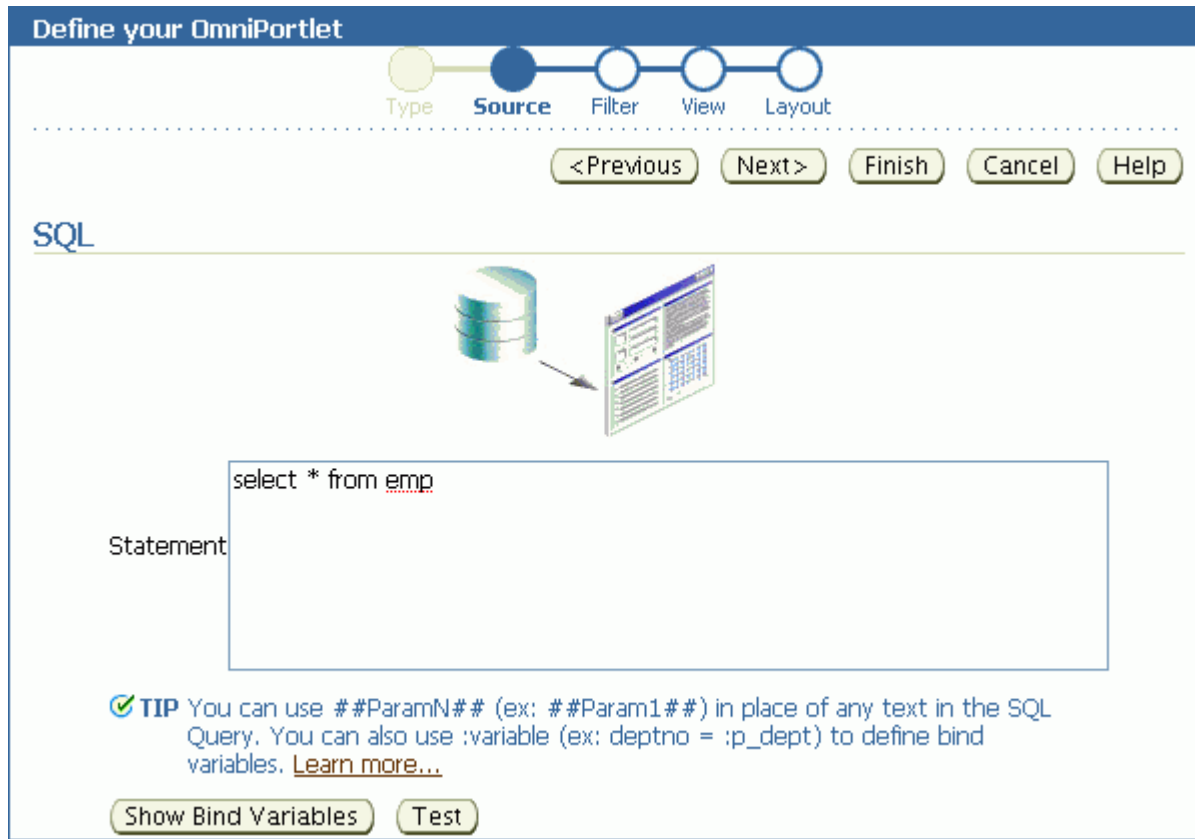 Define your OmniPortlet
Type Source Filter View Layout
<Previous Next> Finish Cancel Help
SQL
select * from emp
Statement
TIP You can use ##ParamN## (ex: ##Param1##) in place of any text in the SQL
Query. You can also use :variable (ex: deptno = :p_dept) to define bind
variables. Learn more...
Show Bind Variables Test